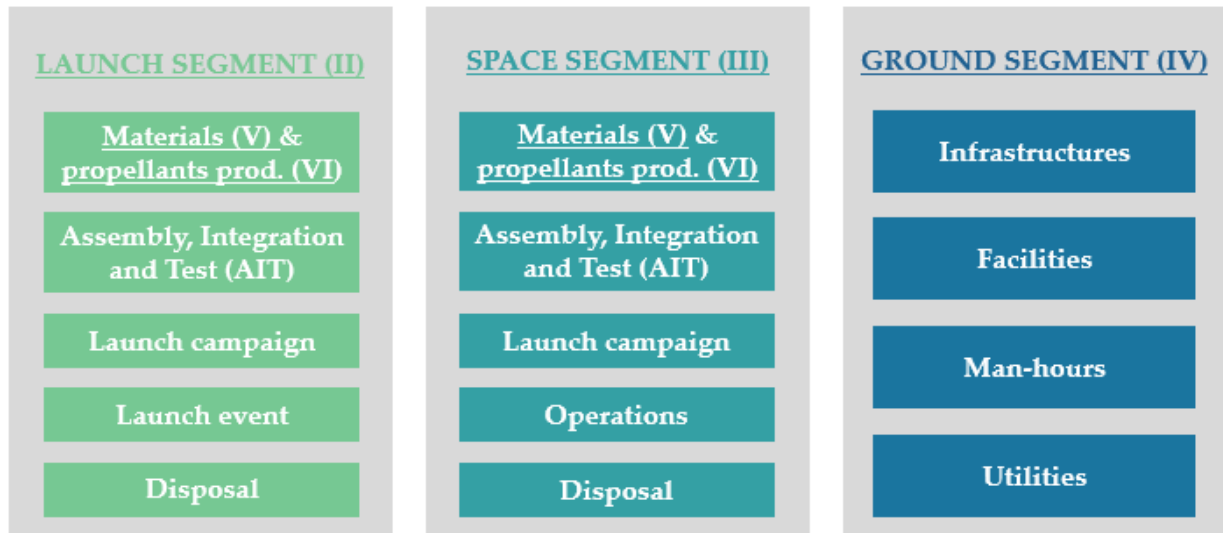 LAUNCH SEGMENT (II)
Materials (V) &
propellants prod. (VI)
Assembly, Integration
and Test (AIT)
Launch campaign
Launch event
Disposal
SPACE SEGMENT (III)
Materials (V) &
propellants prod. (VI)
Assembly, Integration
and Test (AIT)
Launch campaign
Operations
Disposal
GROUND SEGMENT (IV)
Infrastructures
Facilities
Man-hours
Utilities